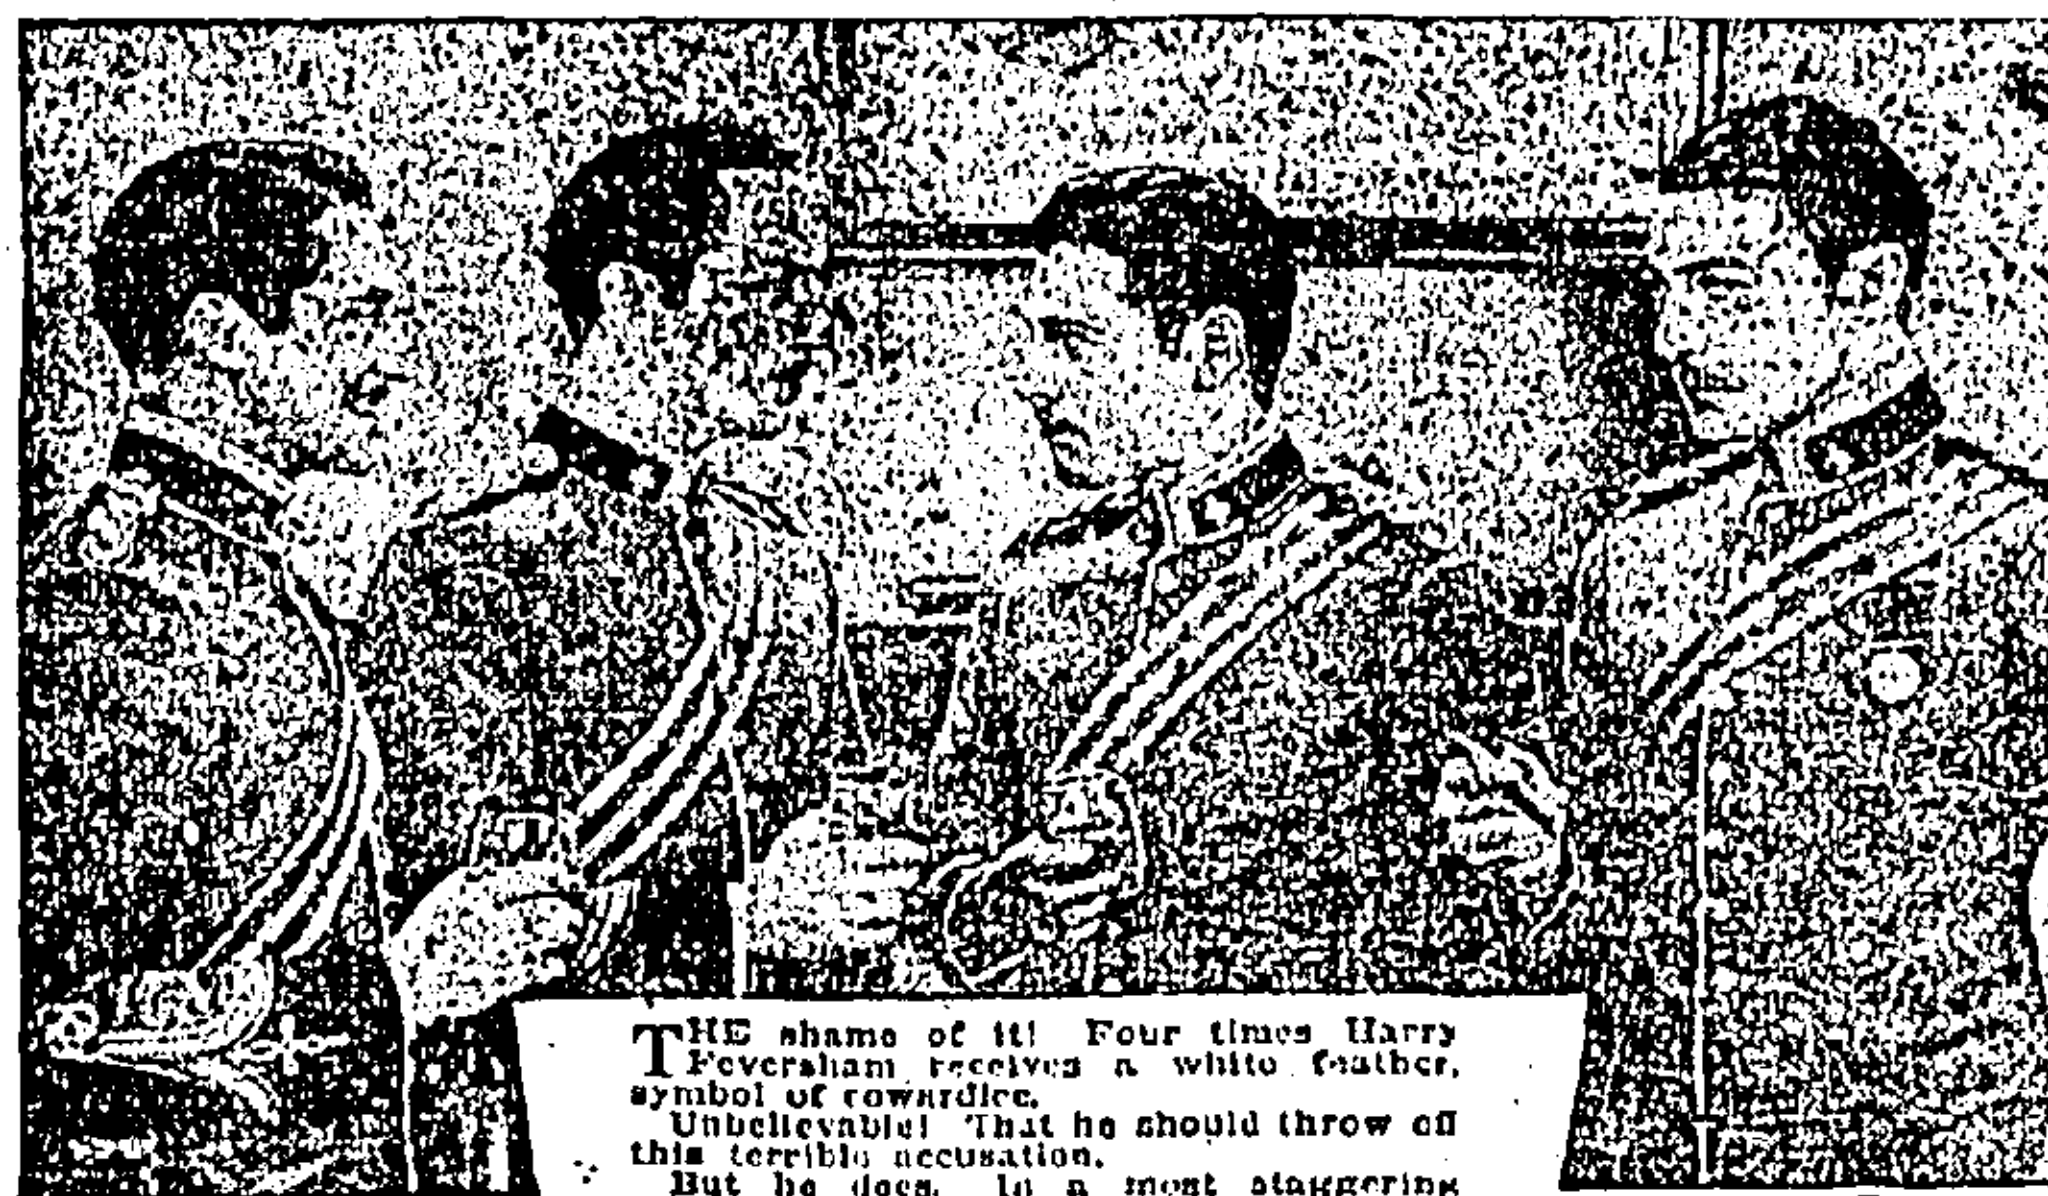 THE shame of it! Four times Harry
Feversham receives a white feather,
symbol of cowardice.
Unbelievable! That he should throw off
this terrible accusation.
But he does. In a most staggering